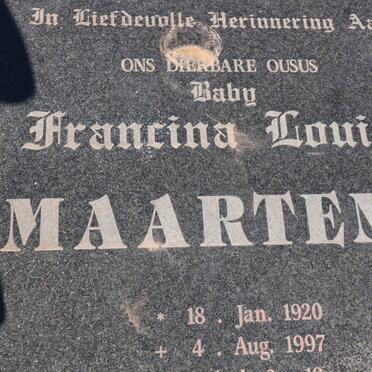 In Liefdevolle Herinnering Aa
ONS DIERBARE OUSUS
Baby
Francina Loui
MAARTEN
* 18 . Jan. 1920
+ 4 . Aug. 1997